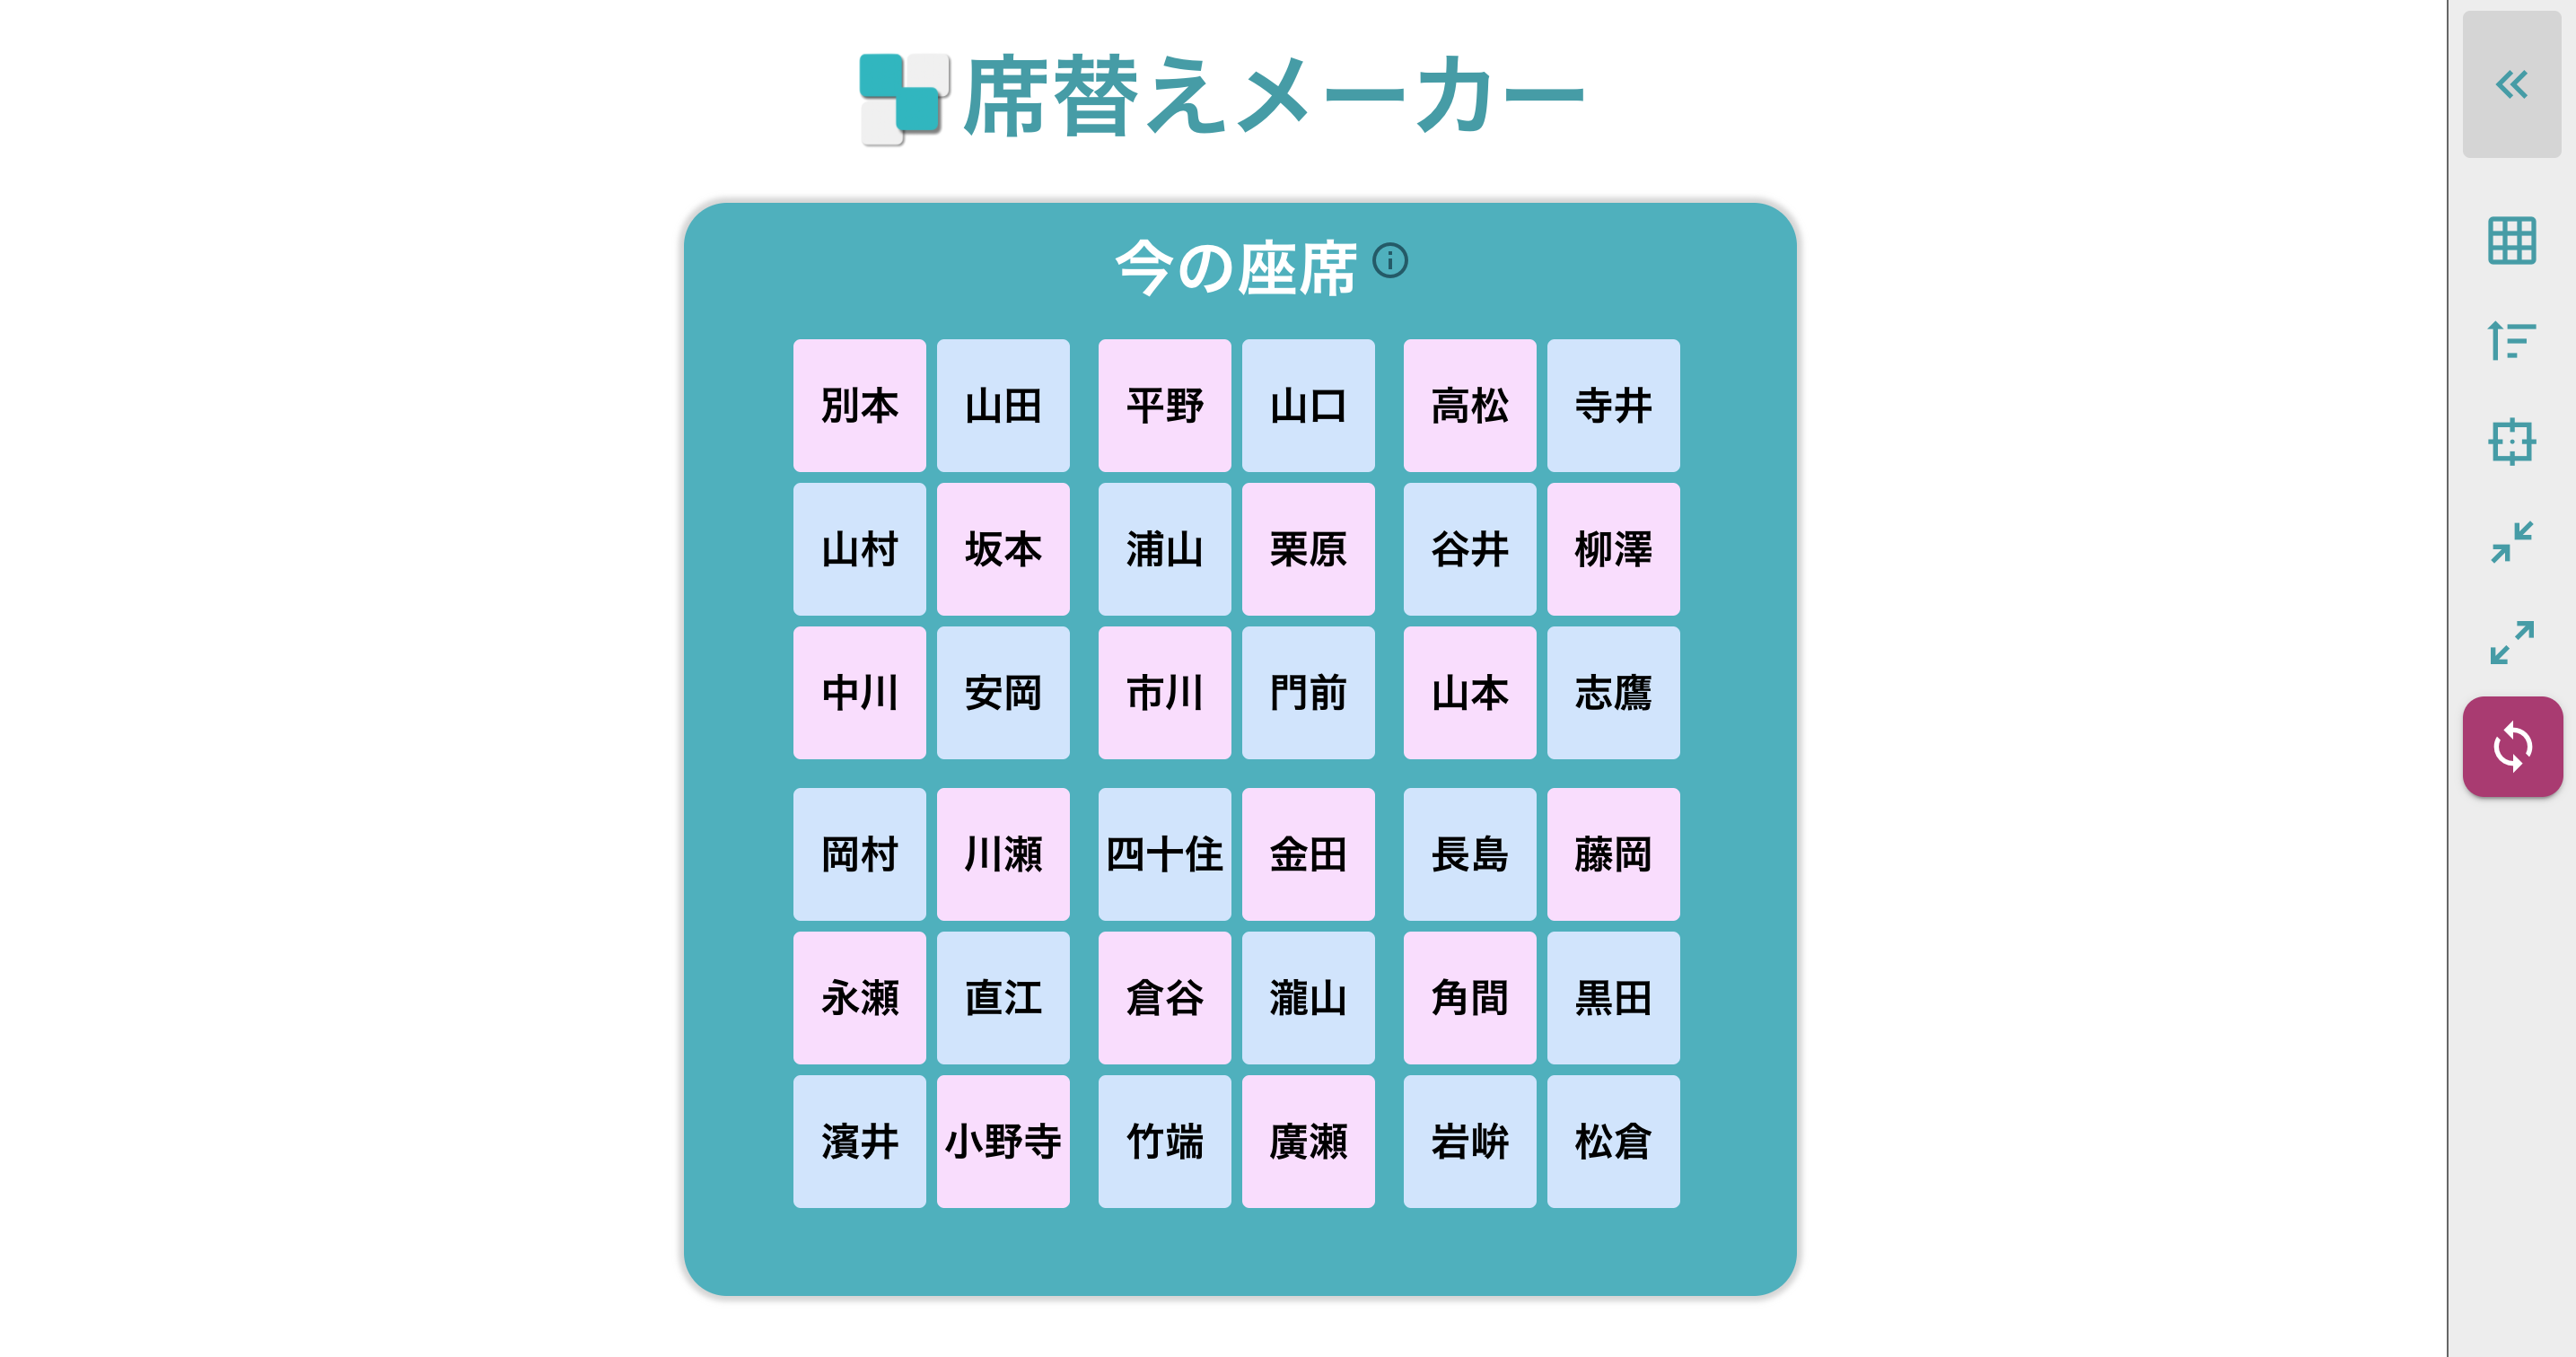 席替えメーカー
今の座席
別本 山田 平野 山口 高松 寺井
山村 坂本 浦山 栗原 谷井 柳澤
中川 安岡 市川 門前 山本 志鷹
岡村 川瀬 四十住 金田 長島 藤岡
永瀬 直江 倉谷 瀧山 角間 黒田
濱井 小野寺 竹端 廣瀬 岩峅 松倉